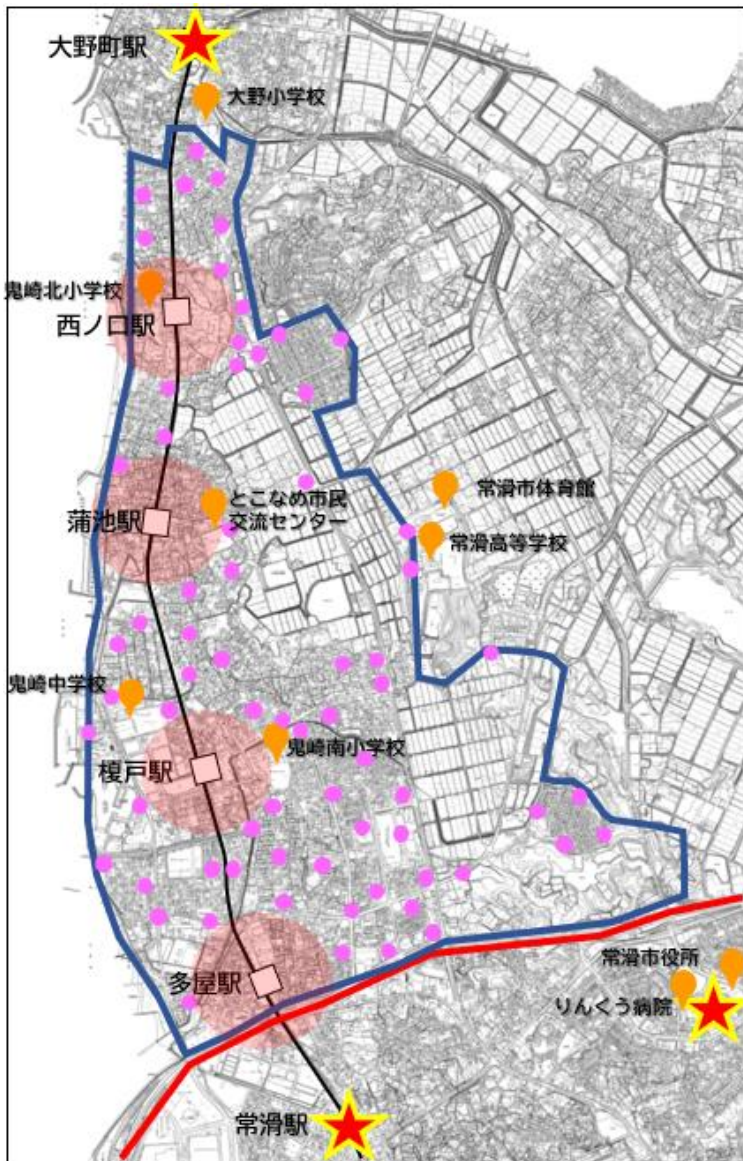 大野町駅
大野小学校
鬼崎北小学校
西ノ口駅
常滑市体育館
とこなめ市民
交流センター
蒲池駅
常滑高等学校
鬼崎中学校
鬼崎南小学校
榎戸駅
常滑市役所
多屋駅
りんくう病院
常滑駅